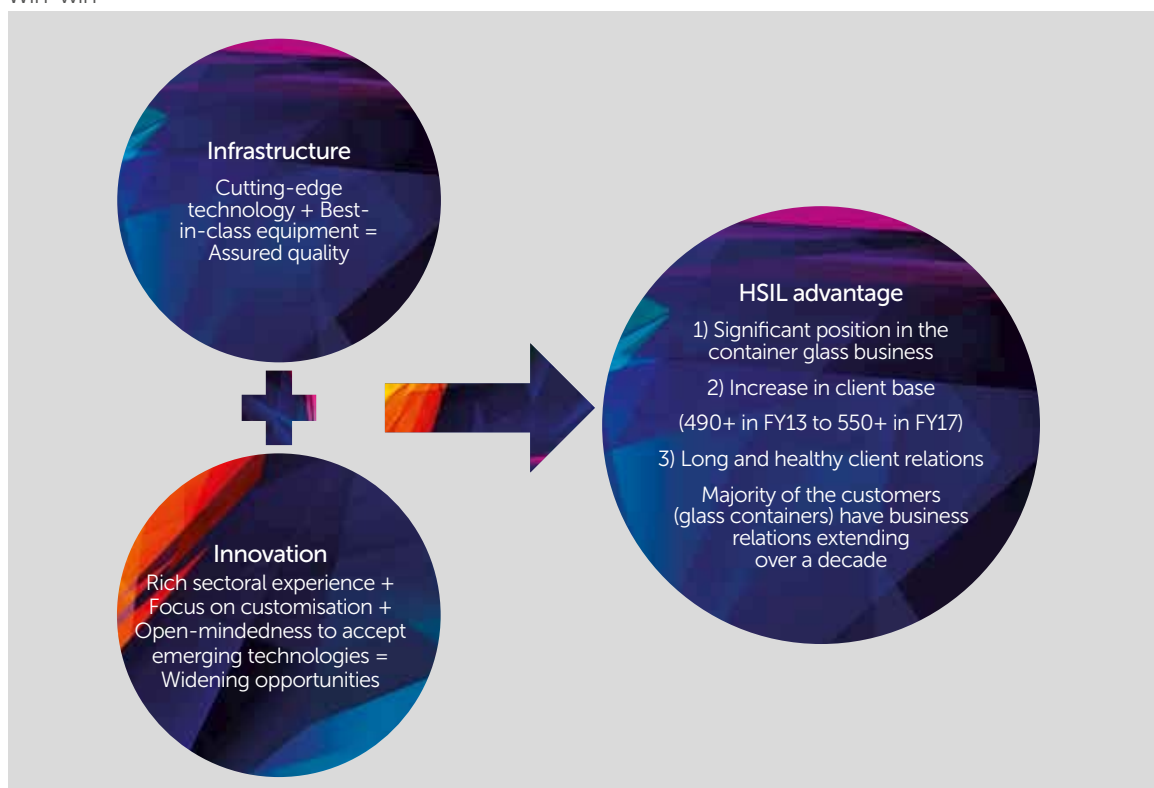 Win-win
Infrastructure
Cutting-edge
technology + Best-
in-class equipment =
Assured quality
Innovation
Rich sectoral experience +
Focus on customisation +
Open-mindedness to accept
emerging technologies =
Widening opportunities
HSIL advantage
1) Significant position in the
container glass business
2) Increase in client base
(490+ in FY13 to 550+ in FY17)
3) Long and healthy client relations
Majority of the customers
(glass containers) have business
relations extending
over a decade